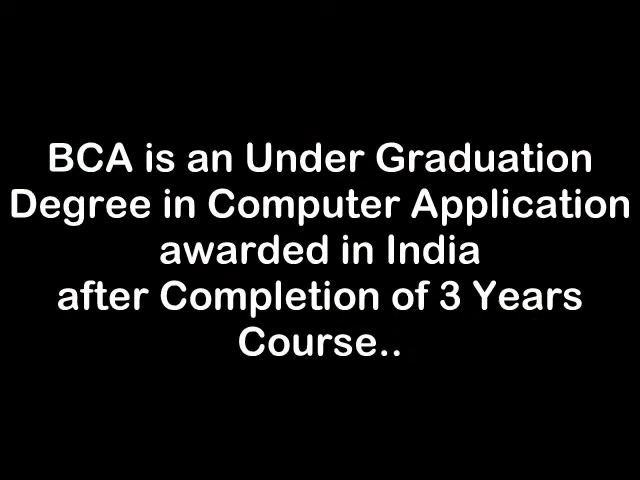 BCA is an Under Graduation
Degree in Computer Application
awarded in India
after Completion of 3 Years
Course..